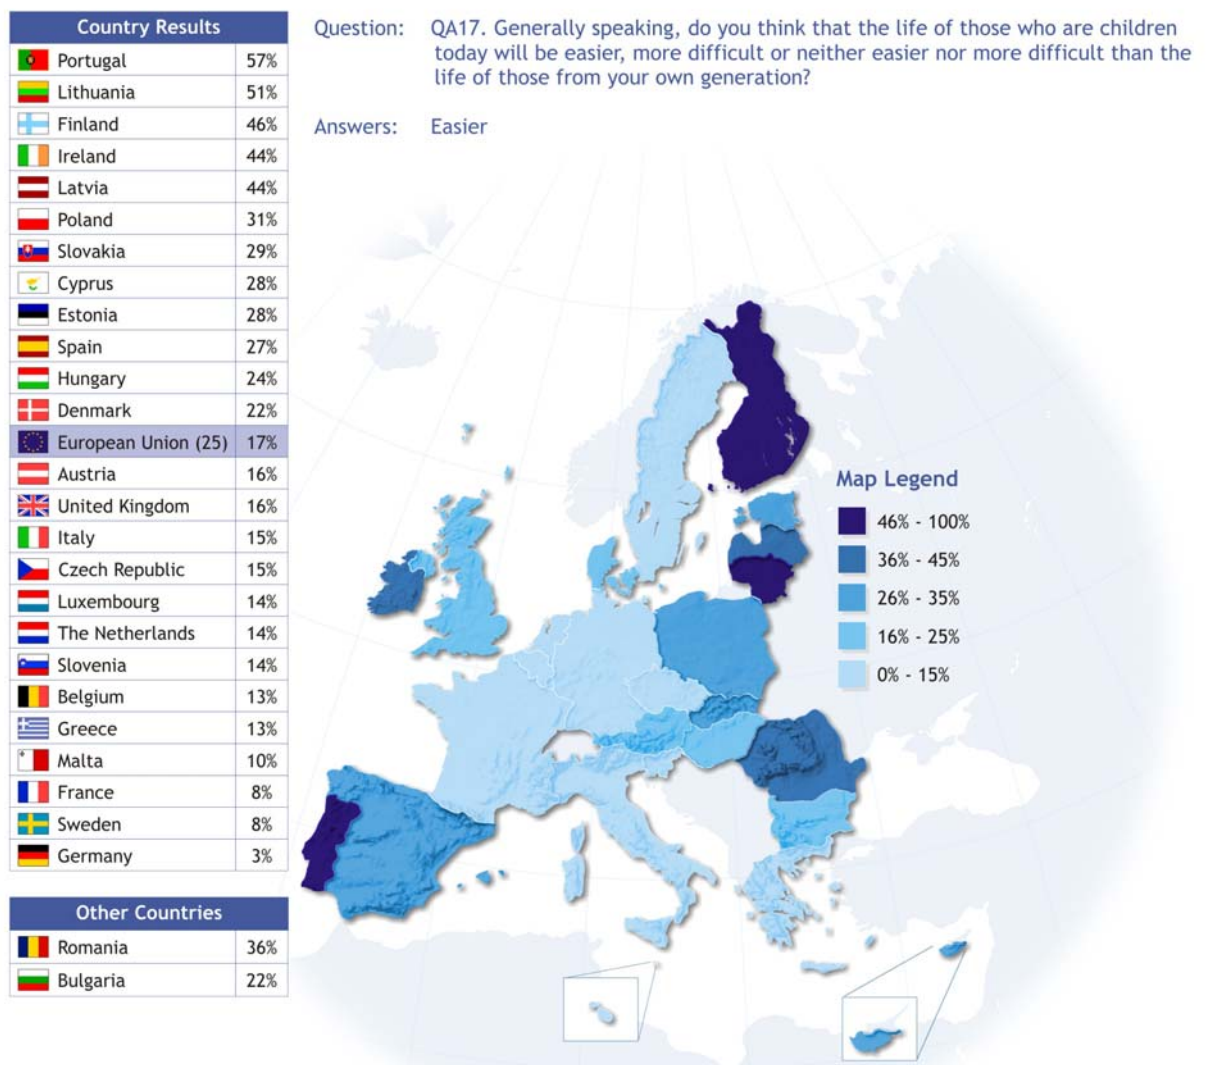 Country Results
Portugal 57%
Lithuania 51%
Finland 46%
Ireland 44%
Latvia 44%
Poland 31%
Slovakia 29%
Cyprus 28%
Estonia 28%
Spain 27%
Hungary 24%
Denmark 22%
European Union (25) 17%
Austria 16%
United Kingdom 16%
Italy 15%
Czech Republic 15%
Luxembourg 14%
The Netherlands 14%
Slovenia 14%
Belgium 13%
Greece 13%
Malta 10%
France 8%
Sweden 8%
Germany 3%
Other Countries
Romania 36%
Bulgaria 22%
Question: QA17. Generally speaking, do you think that the life of those who are children
today will be easier, more difficult or neither easier nor more difficult than the
life of those from your own generation?
Answers: Easier
Map Legend
46% - 100%
36% - 45%
26% - 35%
16% - 25%
0% - 15%